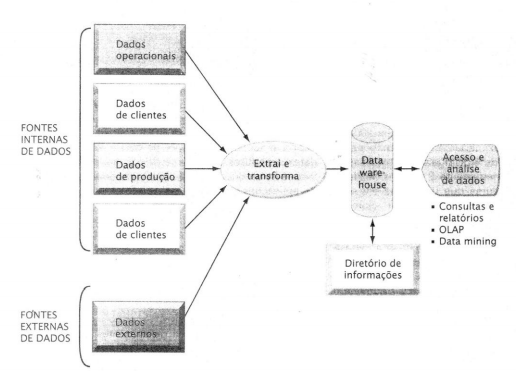 FONTES
INTERNAS
DE DADOS
Dados
operacionais
Dados
de clientes
Dados
de produção
Dados
de clientes
FONTES
EXTERNAS
DE DADOS
Dados
externos
Extrai e
transforma
Data
ware-
house
Diretório de
informações
Acesso e
análise
de dados
▪ Consultas e
relatórios
▪ OLAP
▪ Data mining